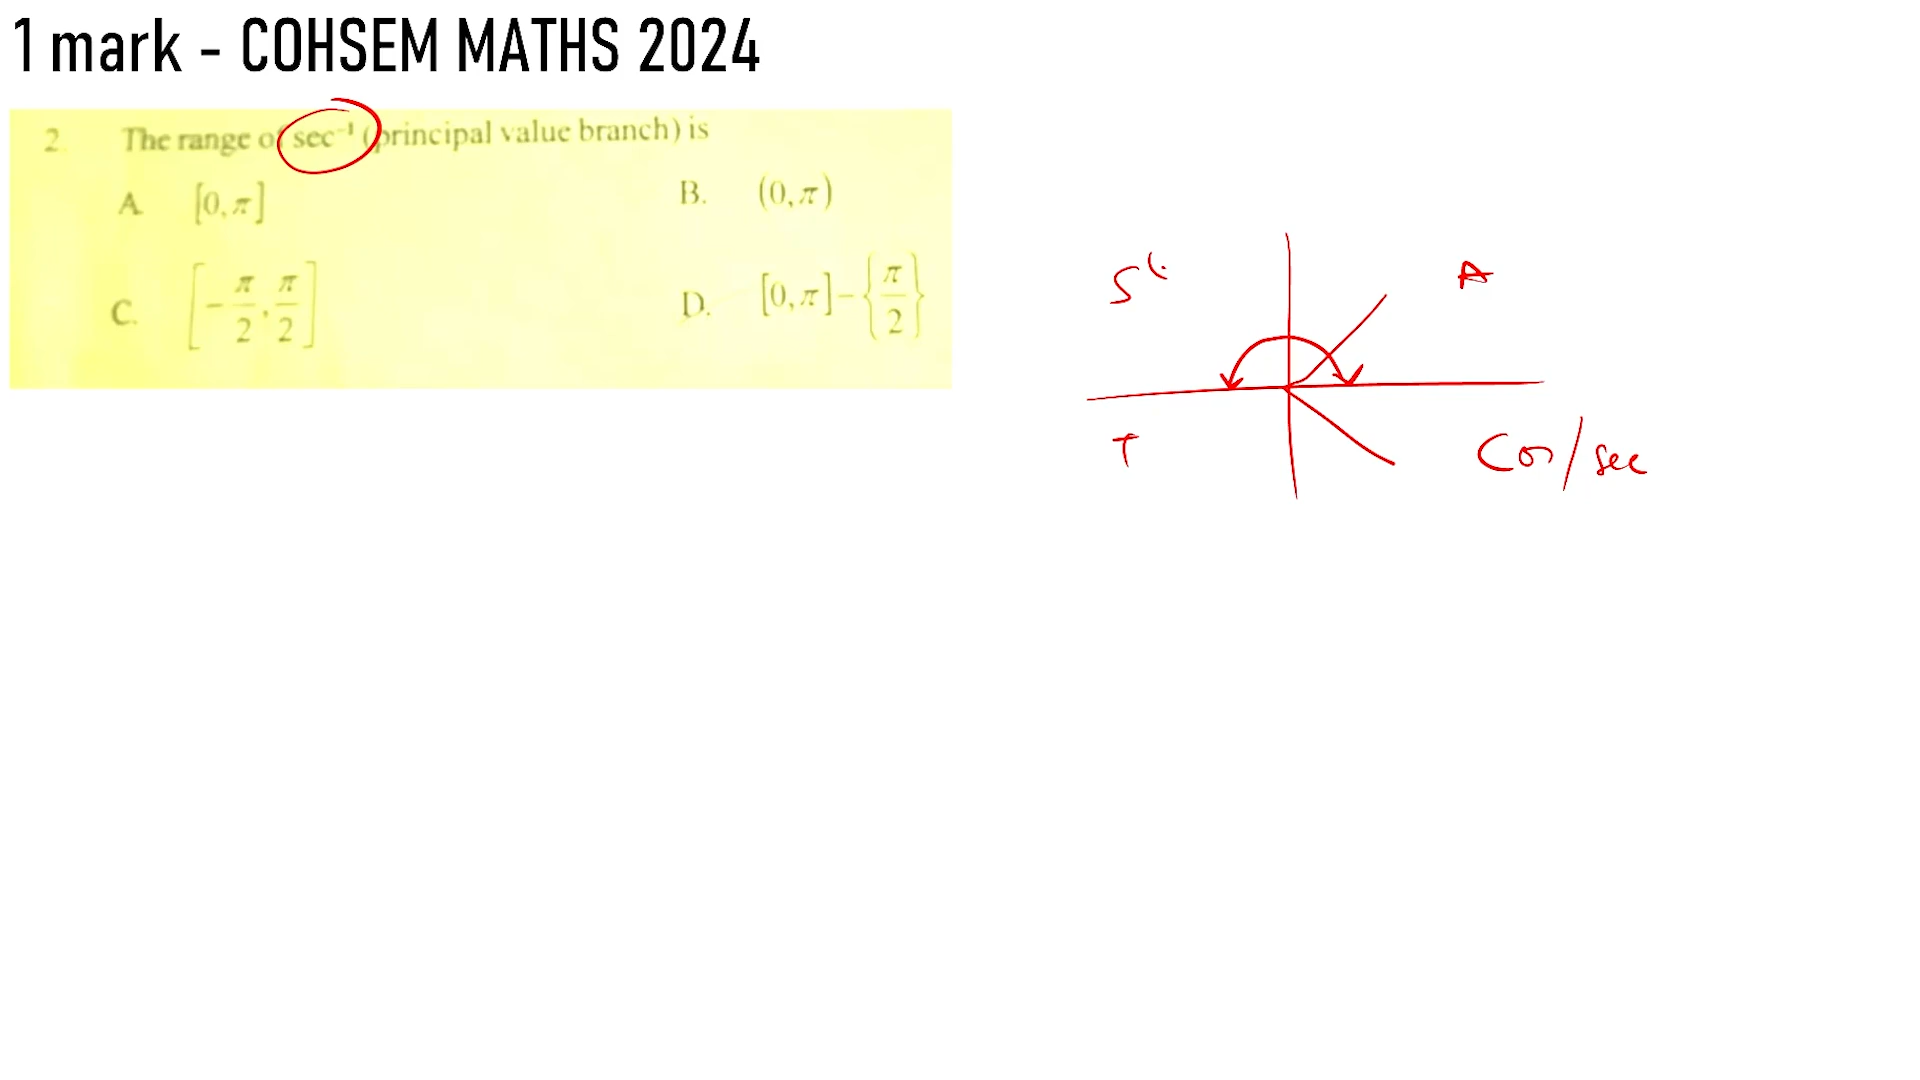 1 mark - COHSEM MATHS 2024
2. The range of sec⁻¹ (principal value branch) is
A. [0, π]
B. (0, π)
C. [-π/2, π/2]
D. [0, π] - {π/2}
A
T
Cos/sec